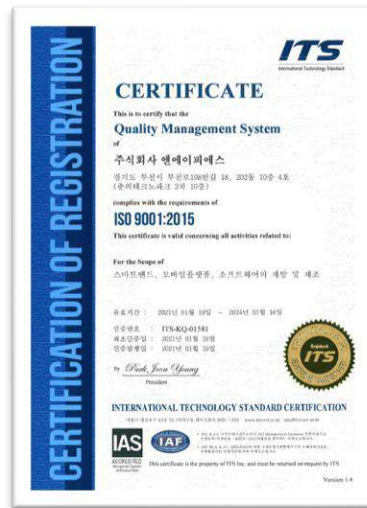 CERTIFICATION OF REGISTRATION
ITS
International Technology Standard
CERTIFICATE
This is to certify that the
Quality Management System
of
주식회사 엔에이피에스
경기도 부천시 부천로198번길 18, 202동 10층 4호
(춘의테크노파크 2차 10층)
complies with the requirements of
ISO 9001:2015
This certificate is valid concerning all activities related to:
For the Scope of
스마트밴드, 모바일플랫폼, 소프트웨어의 개발 및 제조
유효기간 : 2021년 01월 19일 ~ 2024년 01월 18일
인증번호 : ITS-KQ-01581
최초인증일 : 2021년 01월 19일
인증발행일 : 2021년 01월 19일
by Park, Joon Young
President
ITS
INTERNATIONAL TECHNOLOGY STANDARD CERTIFICATION
IAS
ACCREDITED
IAF
This certificate is the property of ITS Inc. and must be returned on request by ITS
Version 1.4